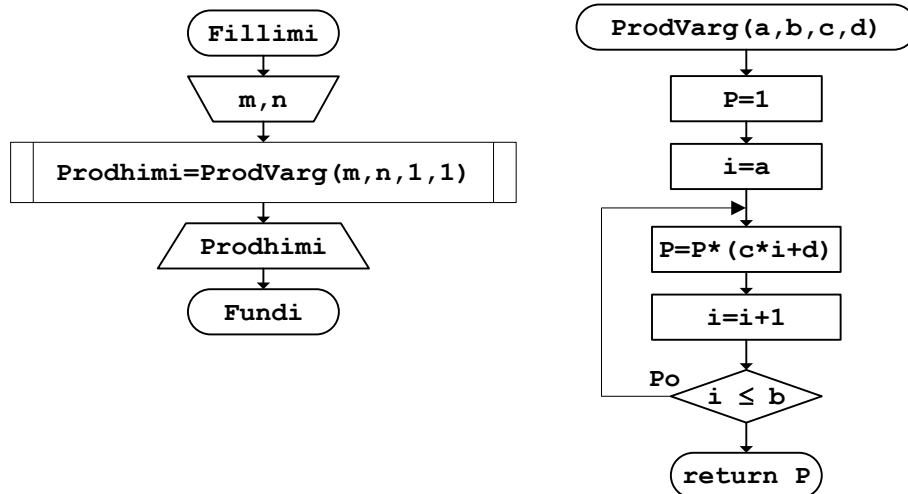 Fillimi
m,n
Prodhimi=ProdVarg(m,n,1,1)
Prodhimi
Fundi
ProdVarg(a,b,c,d)
P=1
i=a
P=P*(c*i+d)
i=i+1
Po
i ≤ b
return P